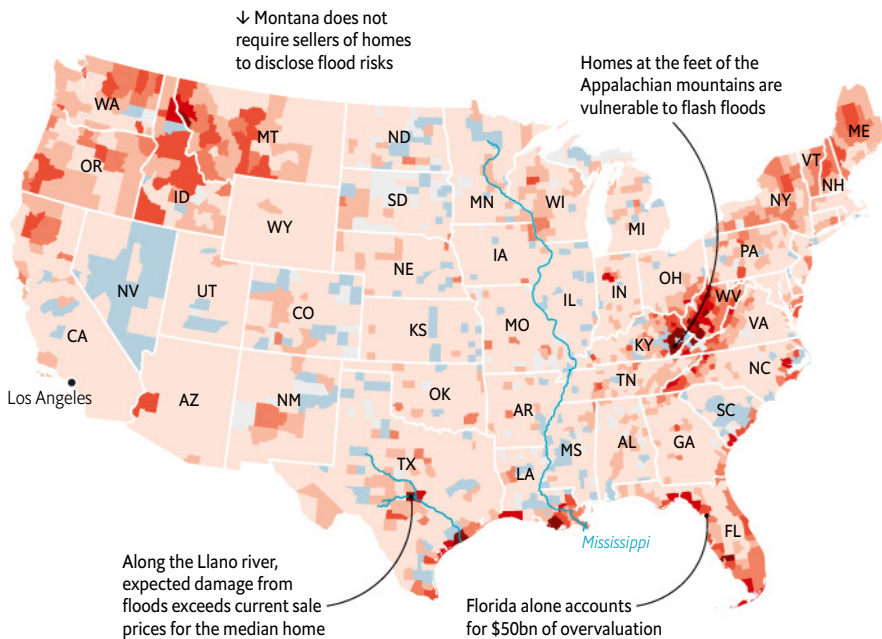 ↓ Montana does not
require sellers of homes
to disclose flood risks
Homes at the feet of the
Appalachian mountains are
vulnerable to flash floods
WA
MT
ND
ME
OR
VT
ID
MN
WI
NH
SD
NY
WY
MI
IA
PA
NE
OH
NV
UT
IL
IN
WV
CO
CA
KS
MO
KY
VA
NC
TN
Los Angeles
AZ
NM
OK
AR
SC
MS
AL
GA
TX
LA
FL
Mississippi
Along the Llano river,
expected damage from
floods exceeds current sale
prices for the median home
Florida alone accounts
for $50bn of overvaluation